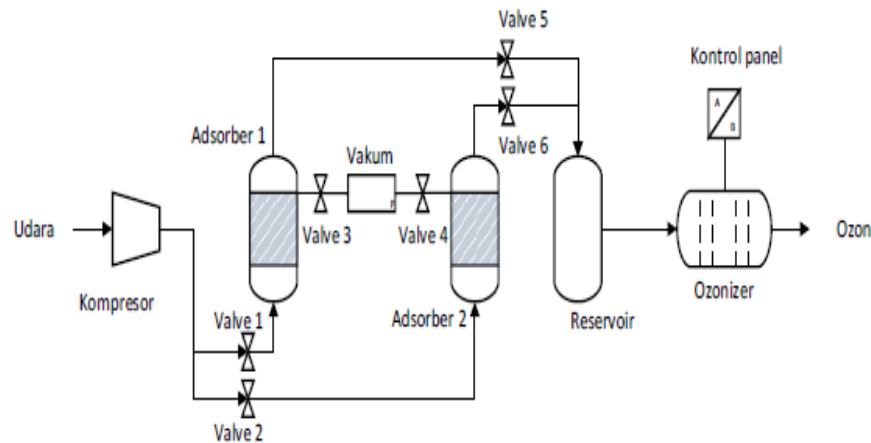 Valve 5
Kontrol panel
A
B
Adsorber 1
Vakum
Valve 6
P
Udara
Valve 3
Valve 4
Ozon
Kompresor
Ozonizer
Valve 1
Adsorber 2
Reservoir
Valve 2